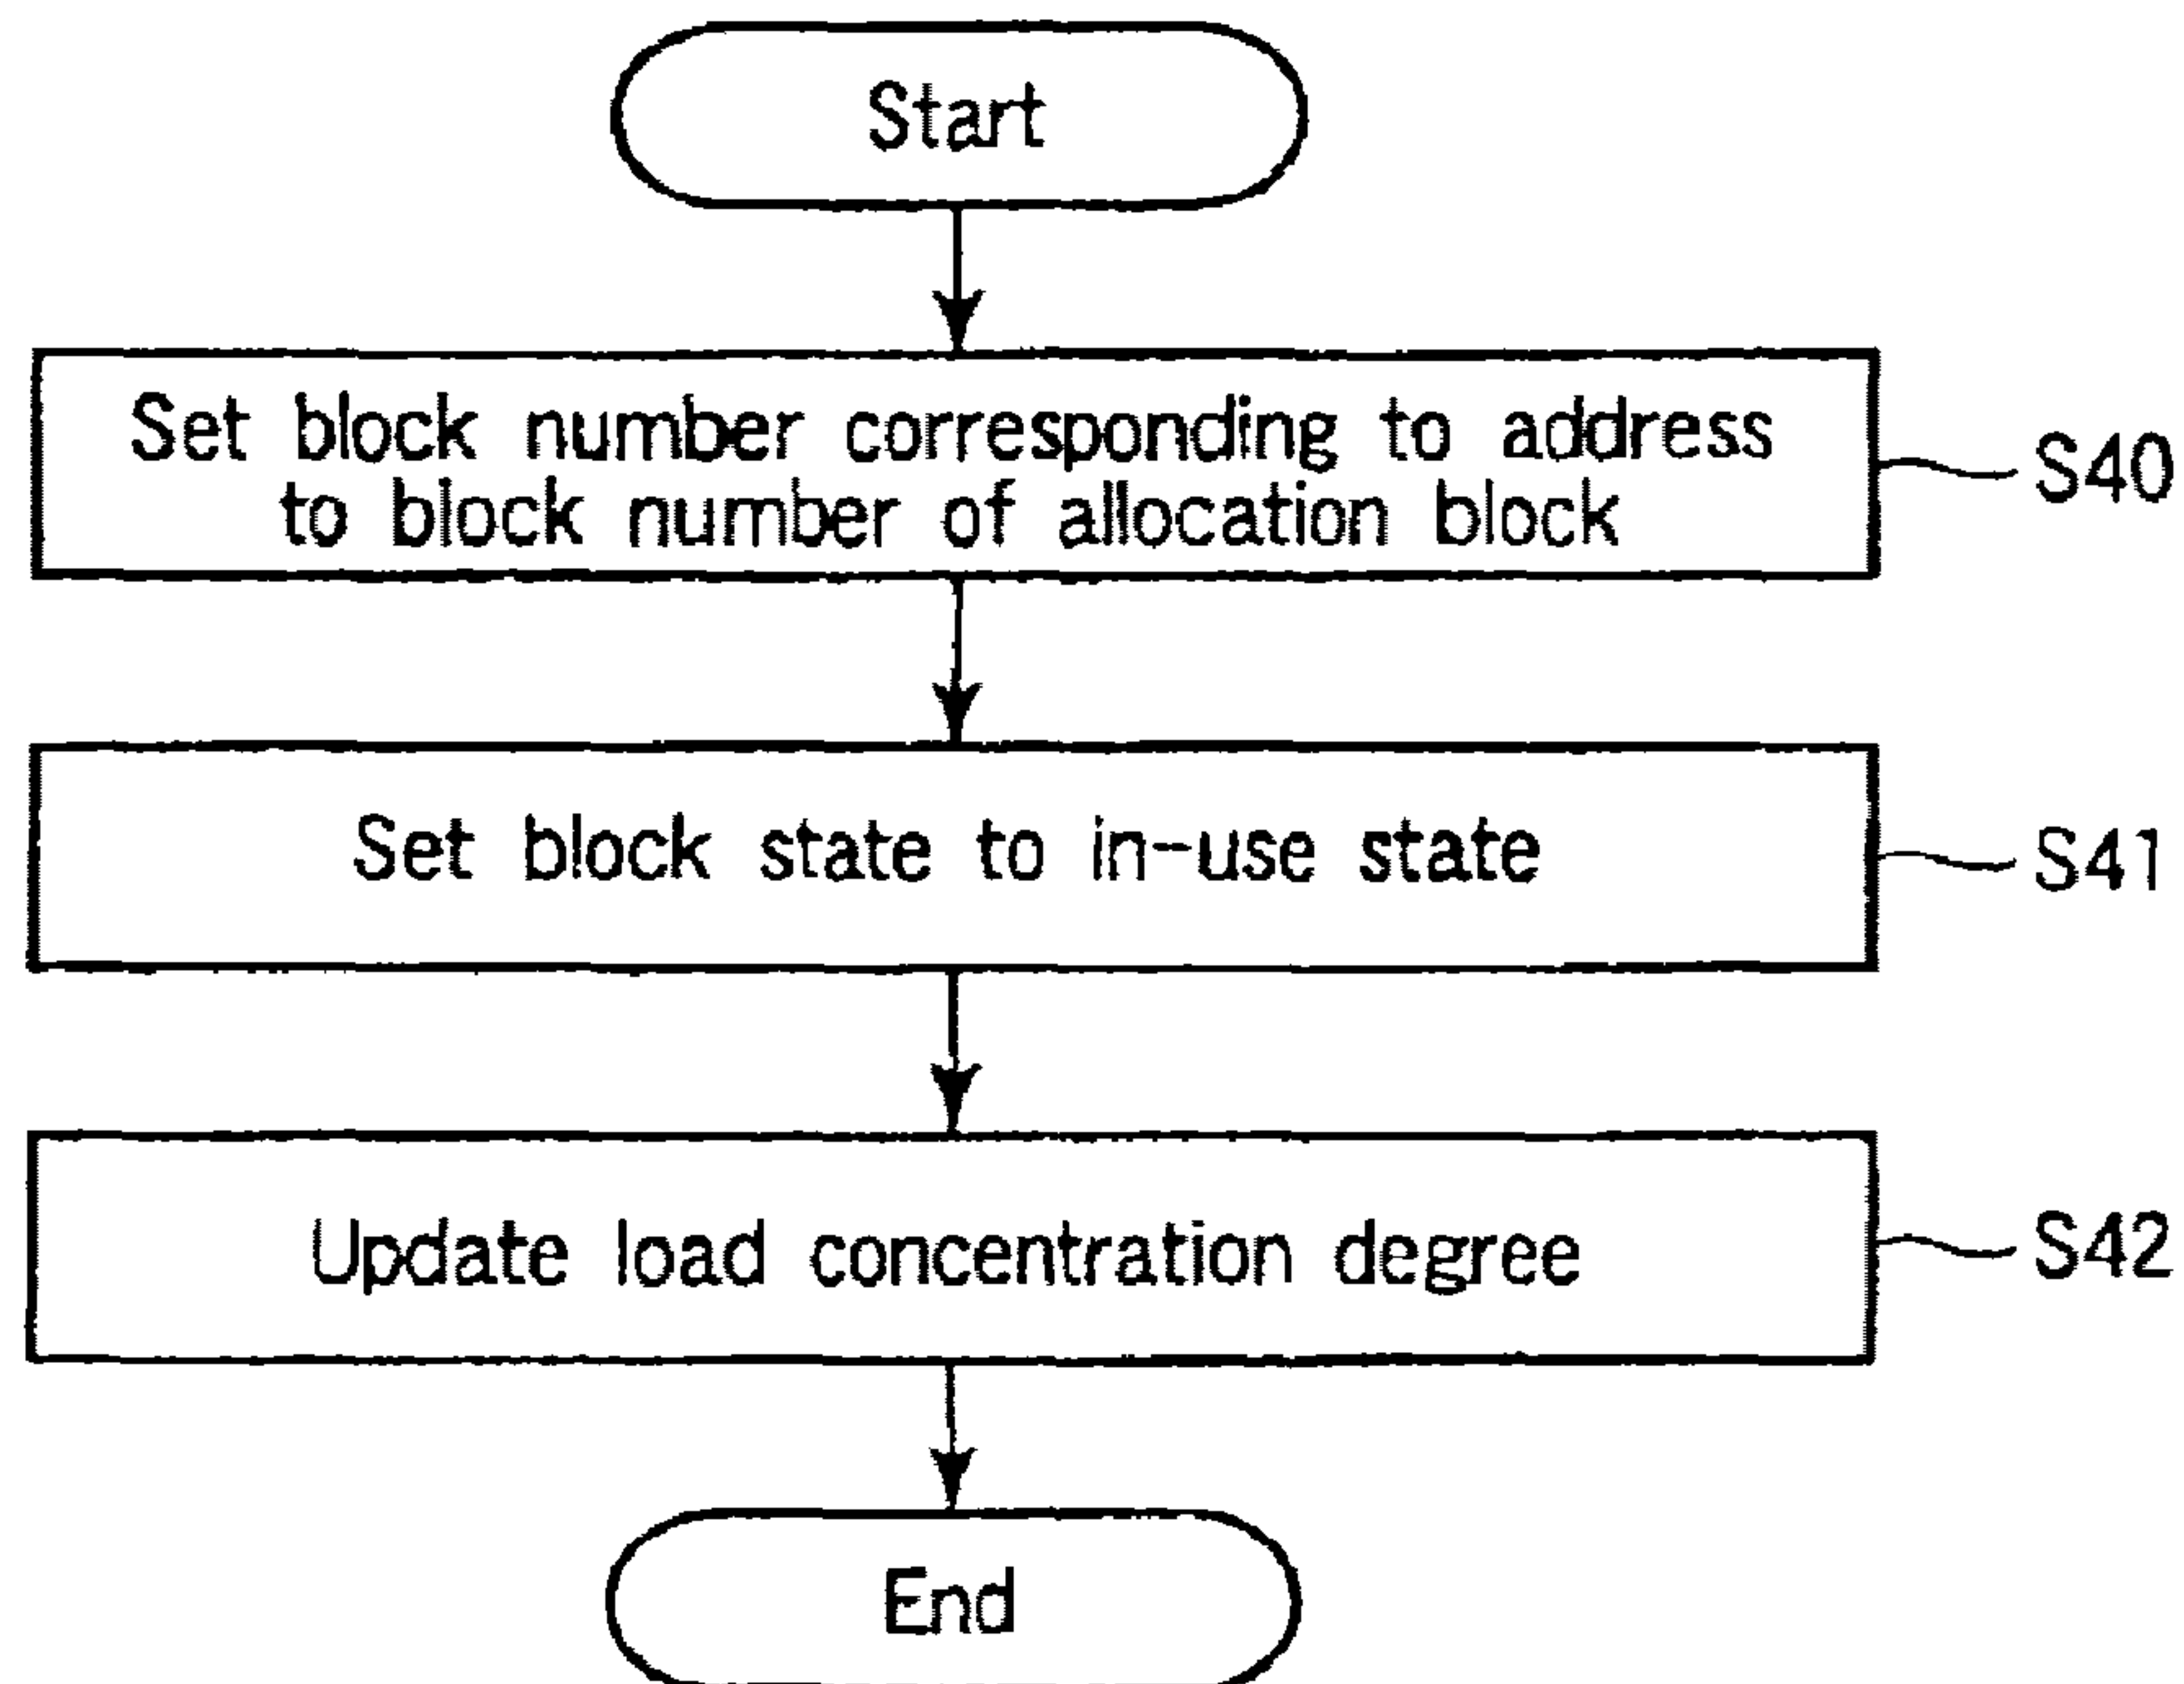 Start
Set block number corresponding to address
to block number of allocation block
S40
Set block state to in-use state
S41
Update load concentration degree
S42
End